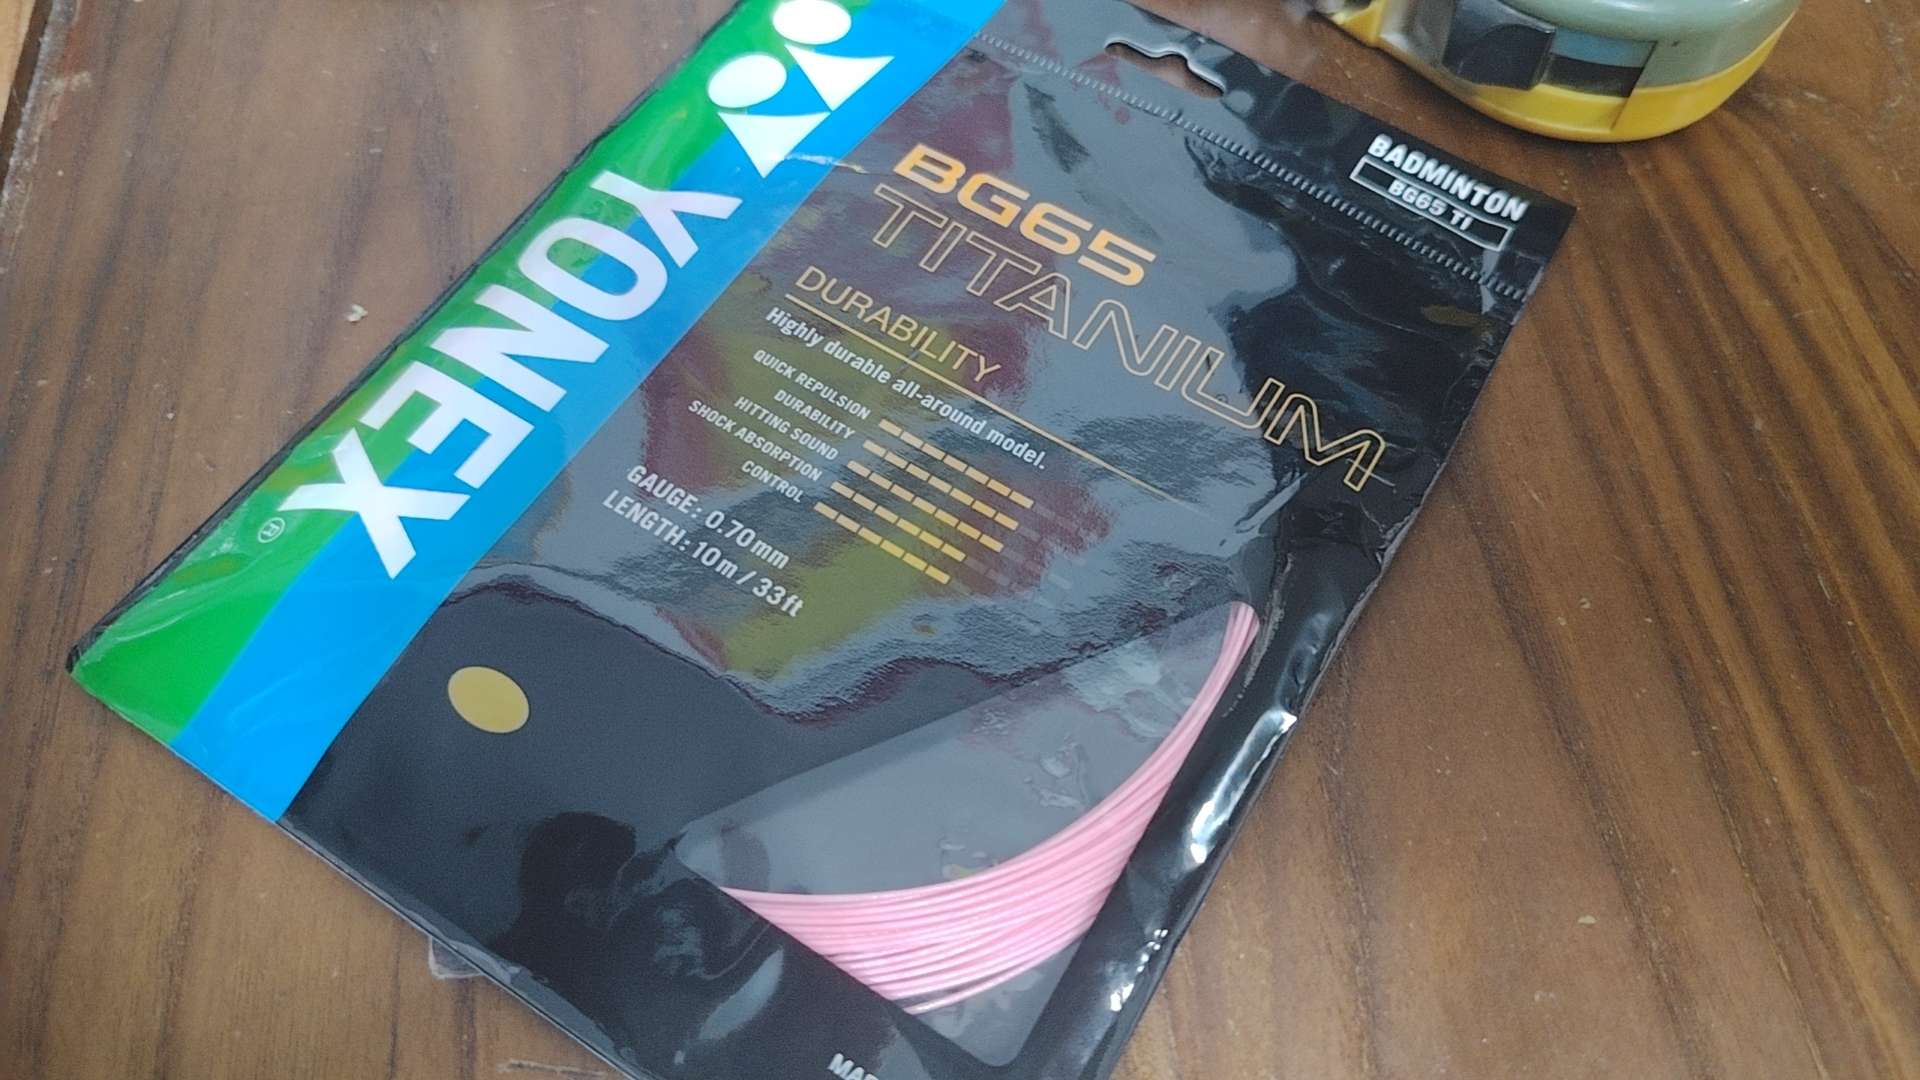 YONEX
®
BADMINTON
BG65 TI
BG65
TITANIUM
DURABILITY
Highly durable all-around model.
QUICK REPULSION
DURABILITY
HITTING SOUND
SHOCK ABSORPTION
CONTROL
GAUGE: 0.70mm
LENGTH: 10m / 33ft